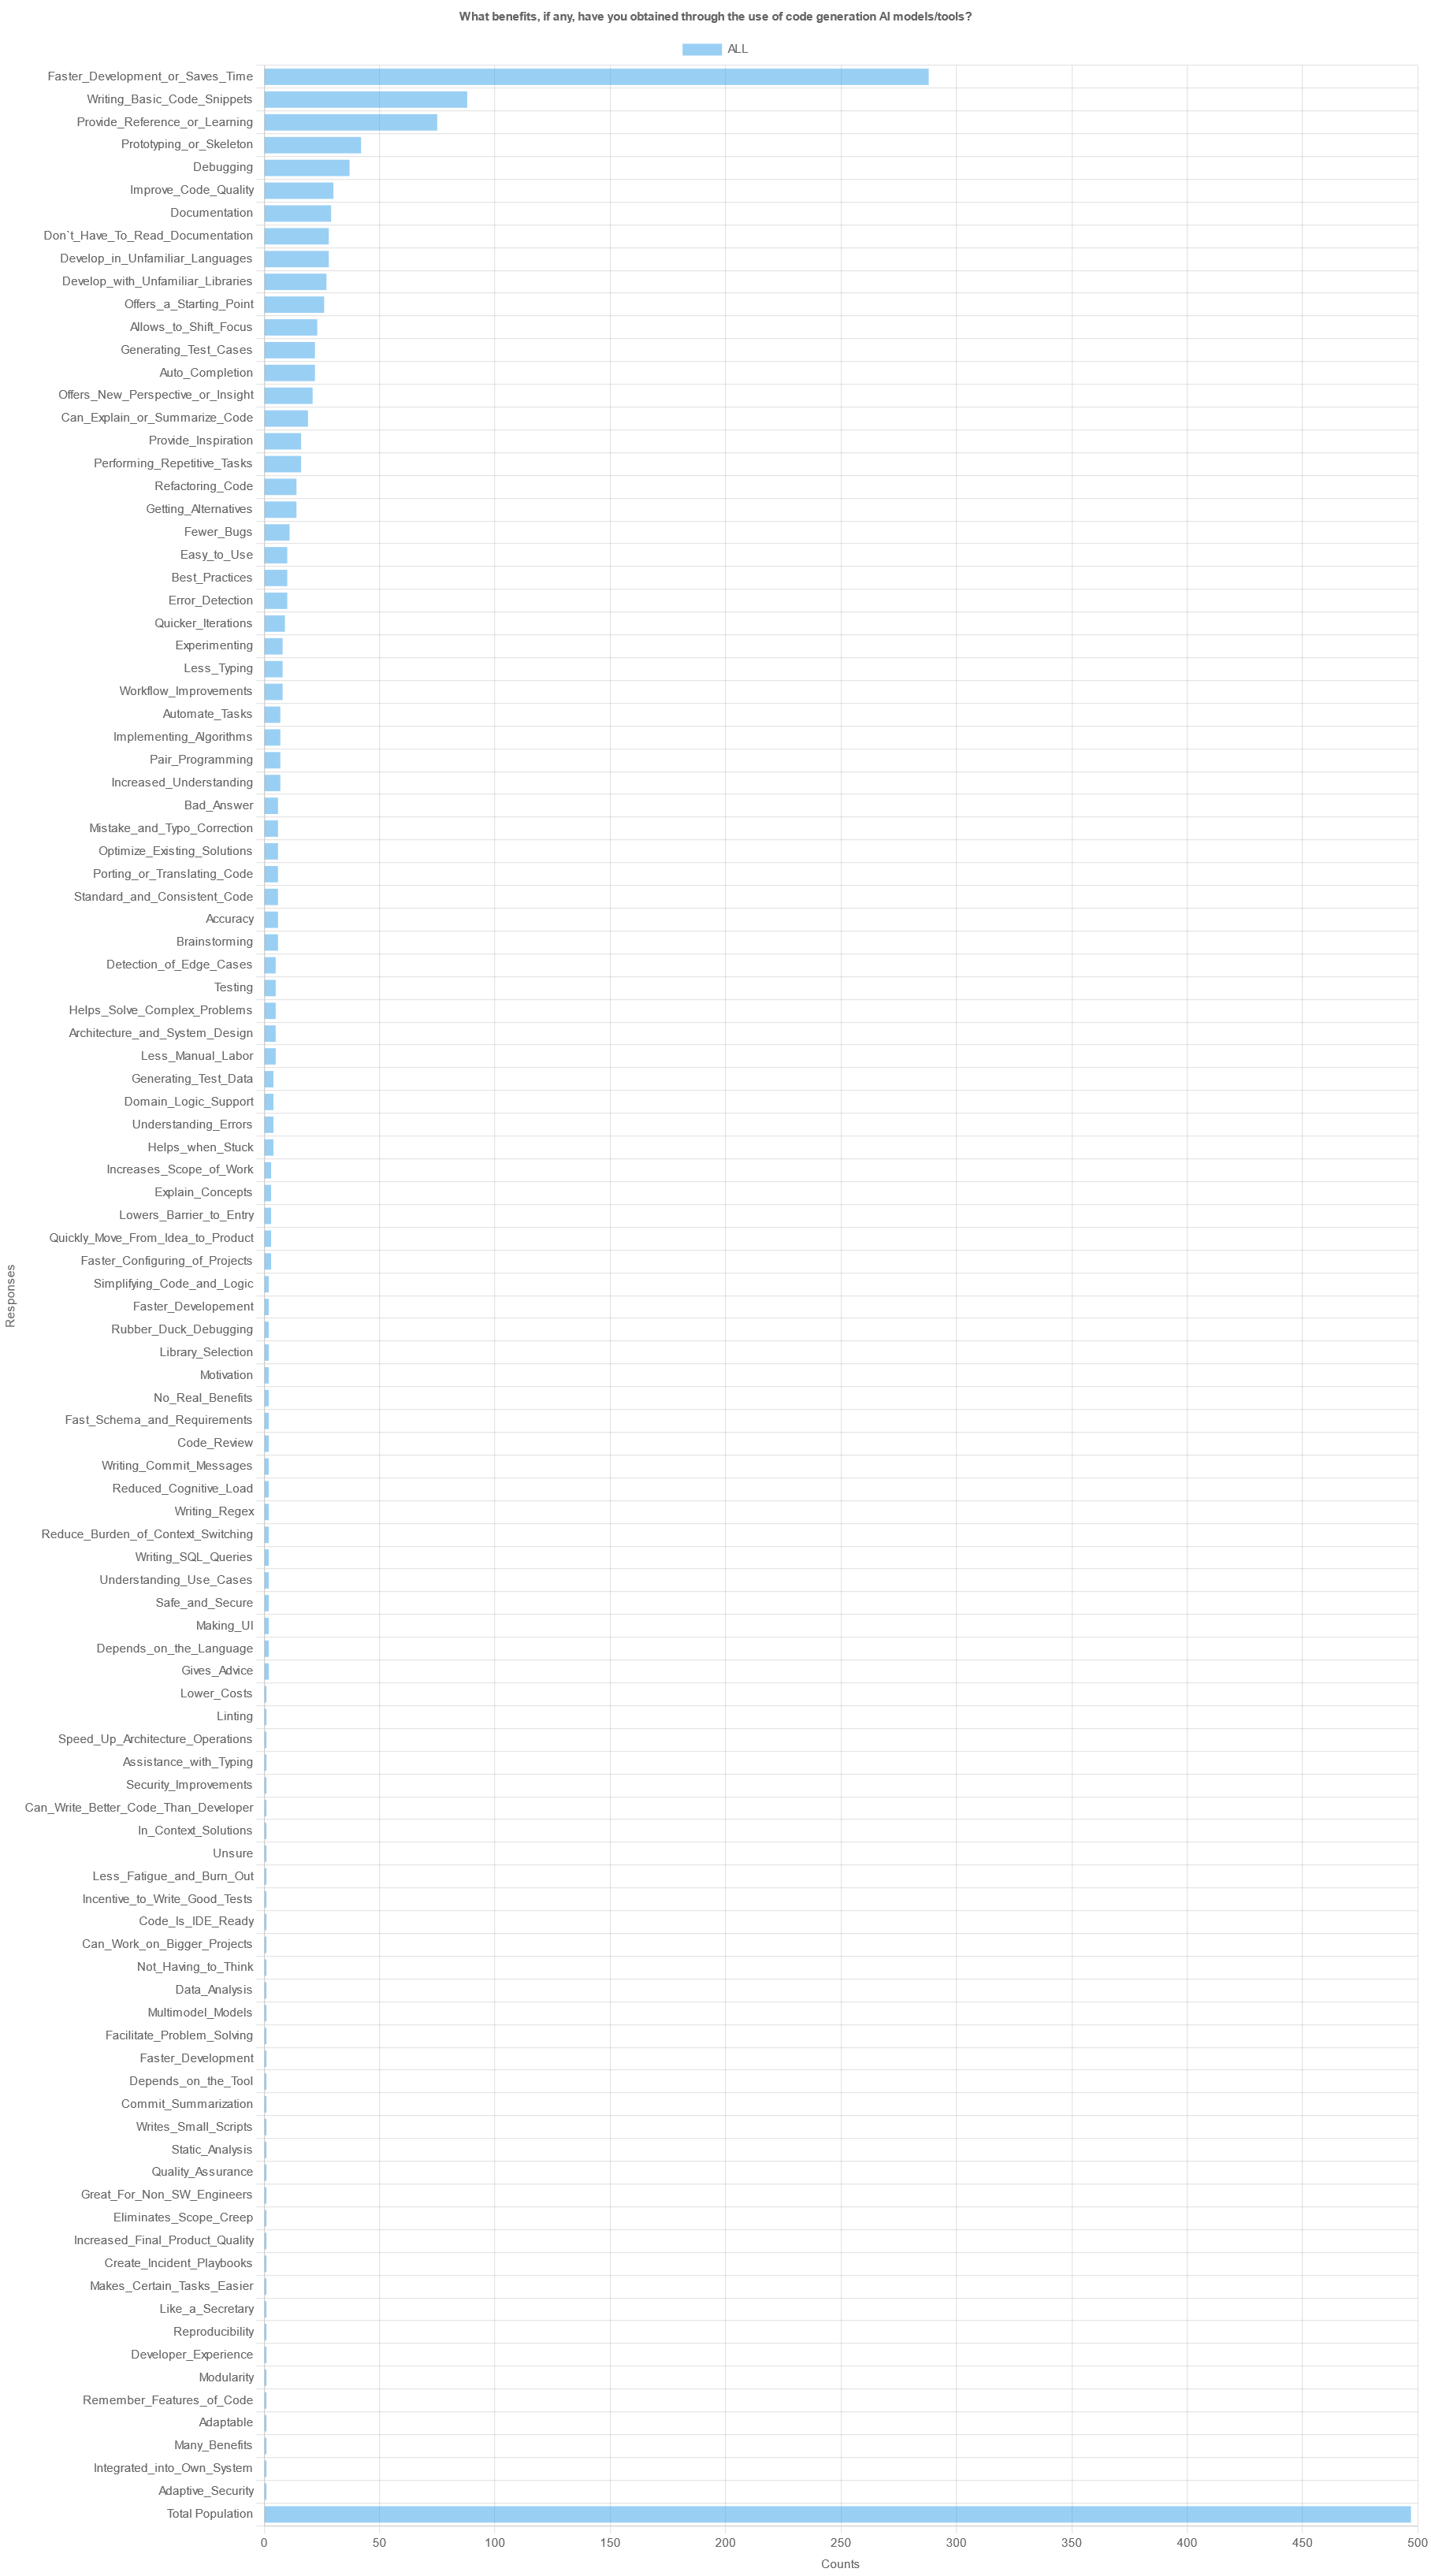 What benefits, if any, have you obtained through the use of code generation AI models/tools?
ALL
Faster_Development_or_Saves_Time
Writing_Basic_Code_Snippets
Provide_Reference_or_Learning
Prototyping_or_Skeleton
Debugging
Improve_Code_Quality
Documentation
Don`t_Have_To_Read_Documentation
Develop_in_Unfamiliar_Languages
Develop_with_Unfamiliar_Libraries
Offers_a_Starting_Point
Allows_to_Shift_Focus
Generating_Test_Cases
Auto_Completion
Offers_New_Perspective_or_Insight
Can_Explain_or_Summarize_Code
Provide_Inspiration
Performing_Repetitive_Tasks
Refactoring_Code
Getting_Alternatives
Fewer_Bugs
Easy_to_Use
Best_Practices
Error_Detection
Quicker_Iterations
Experimenting
Less_Typing
Workflow_Improvements
Automate_Tasks
Implementing_Algorithms
Pair_Programming
Increased_Understanding
Bad_Answer
Mistake_and_Typo_Correction
Optimize_Existing_Solutions
Porting_or_Translating_Code
Standard_and_Consistent_Code
Accuracy
Brainstorming
Detection_of_Edge_Cases
Testing
Helps_Solve_Complex_Problems
Architecture_and_System_Design
Less_Manual_Labor
Generating_Test_Data
Domain_Logic_Support
Understanding_Errors
Helps_when_Stuck
Increases_Scope_of_Work
Explain_Concepts
Lowers_Barrier_to_Entry
Quickly_Move_From_Idea_to_Product
Faster_Configuring_of_Projects
Simplifying_Code_and_Logic
Faster_Developement
Rubber_Duck_Debugging
Library_Selection
Motivation
No_Real_Benefits
Fast_Schema_and_Requirements
Code_Review
Writing_Commit_Messages
Reduced_Cognitive_Load
Writing_Regex
Reduce_Burden_of_Context_Switching
Writing_SQL_Queries
Understanding_Use_Cases
Safe_and_Secure
Making_UI
Depends_on_the_Language
Gives_Advice
Lower_Costs
Linting
Speed_Up_Architecture_Operations
Assistance_with_Typing
Security_Improvements
Can_Write_Better_Code_Than_Developer
In_Context_Solutions
Unsure
Less_Fatigue_and_Burn_Out
Incentive_to_Write_Good_Tests
Code_Is_IDE_Ready
Can_Work_on_Bigger_Projects
Not_Having_to_Think
Data_Analysis
Multimodel_Models
Facilitate_Problem_Solving
Faster_Development
Depends_on_the_Tool
Commit_Summarization
Writes_Small_Scripts
Static_Analysis
Quality_Assurance
Great_For_Non_SW_Engineers
Eliminates_Scope_Creep
Increased_Final_Product_Quality
Create_Incident_Playbooks
Makes_Certain_Tasks_Easier
Like_a_Secretary
Reproducibility
Developer_Experience
Modularity
Remember_Features_of_Code
Adaptable
Many_Benefits
Integrated_into_Own_System
Adaptive_Security
Total Population
Responses
0 50 100 150 200 250 300 350 400 450 500
Counts